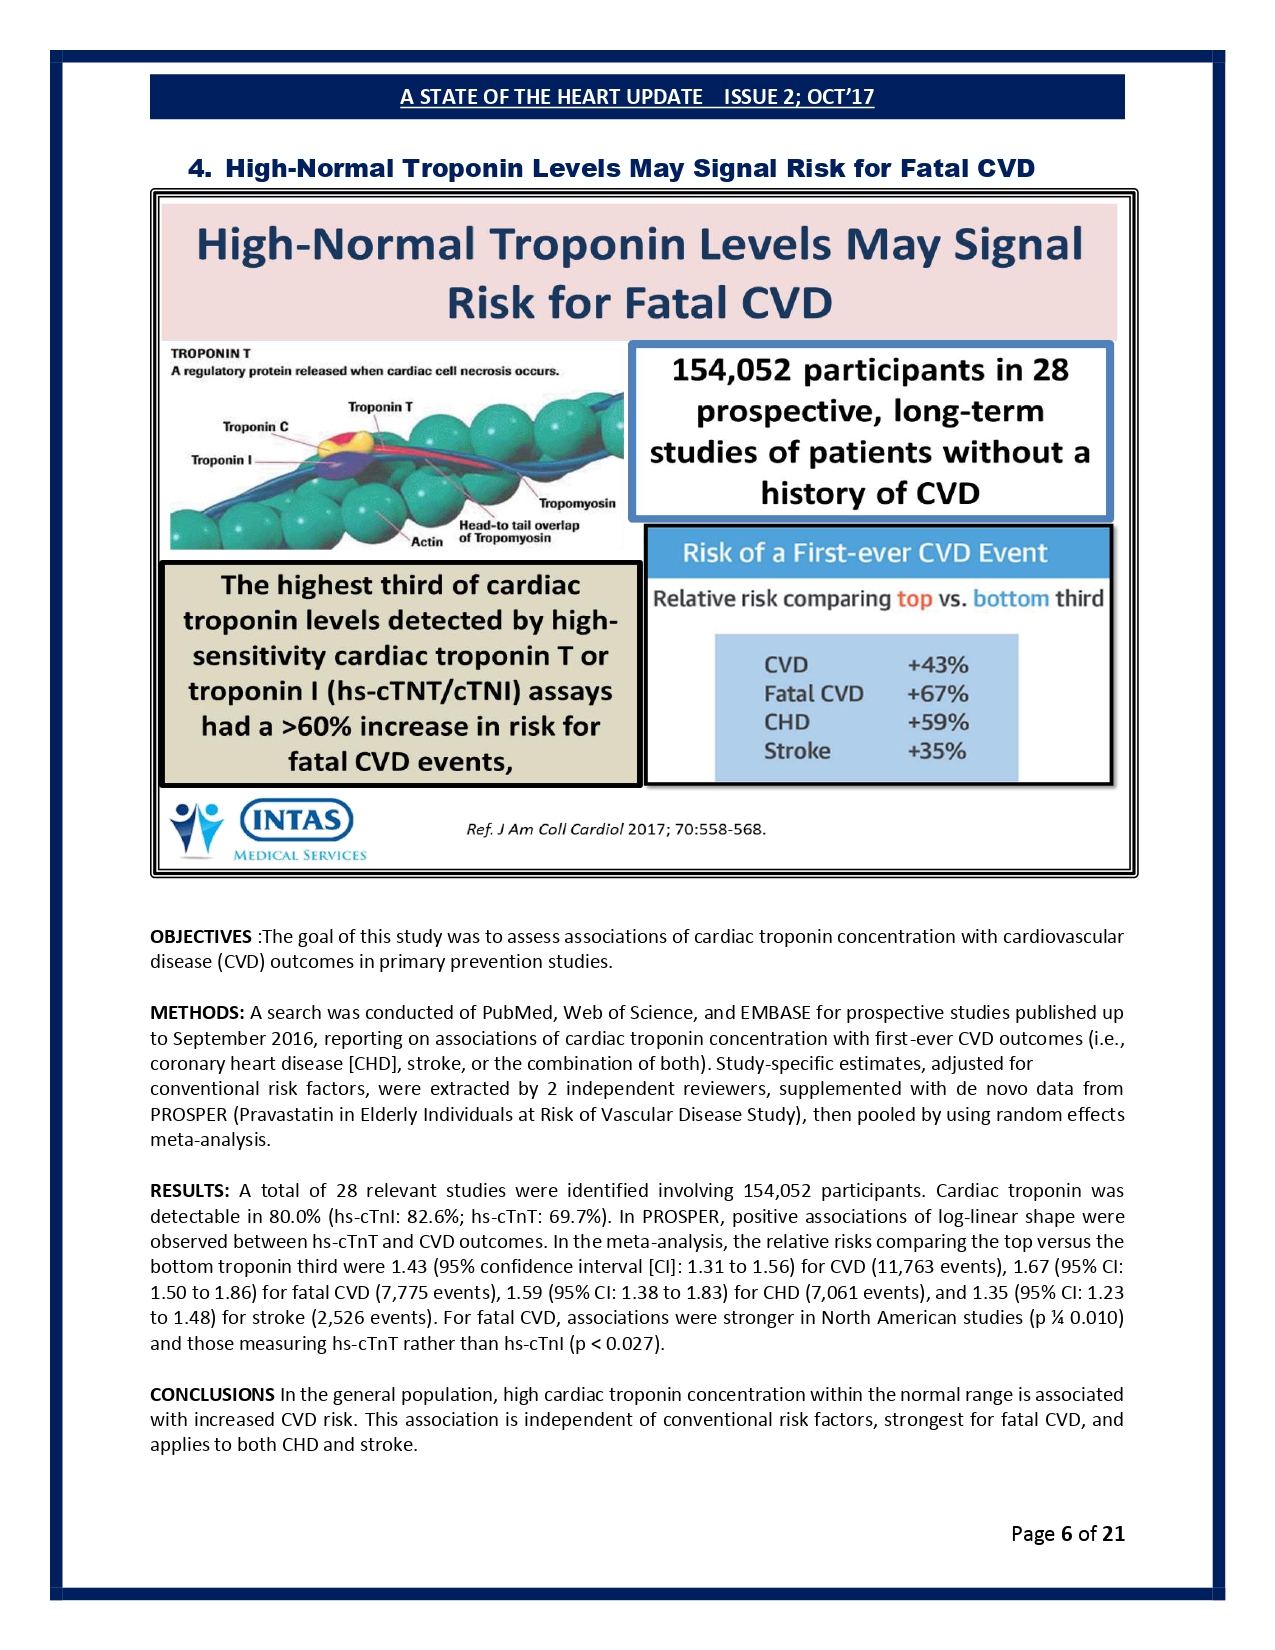 A STATE OF THE HEART UPDATE    ISSUE 2; OCT’17
4. High-Normal Troponin Levels May Signal Risk for Fatal CVD
High-Normal Troponin Levels May Signal
Risk for Fatal CVD
TROPONIN T
A regulatory protein released when cardiac cell necrosis occurs.
Troponin T
Troponin C
Troponin I
Tropomyosin
Head-to tail overlap
of Tropomyosin
Actin
154,052 participants in 28
prospective, long-term
studies of patients without a
history of CVD
Risk of a First-ever CVD Event
Relative risk comparing top vs. bottom third
CVD +43%
Fatal CVD +67%
CHD +59%
Stroke +35%
The highest third of cardiac
troponin levels detected by high-
sensitivity cardiac troponin T or
troponin I (hs-cTNT/cTNI) assays
had a >60% increase in risk for
fatal CVD events,
INTAS
MEDICAL SERVICES
Ref. J Am Coll Cardiol 2017; 70:558-568.
OBJECTIVES :The goal of this study was to assess associations of cardiac troponin concentration with cardiovascular
disease (CVD) outcomes in primary prevention studies.
METHODS: A search was conducted of PubMed, Web of Science, and EMBASE for prospective studies published up
to September 2016, reporting on associations of cardiac troponin concentration with first-ever CVD outcomes (i.e.,
coronary heart disease [CHD], stroke, or the combination of both). Study-specific estimates, adjusted for
conventional risk factors, were extracted by 2 independent reviewers, supplemented with de novo data from
PROSPER (Pravastatin in Elderly Individuals at Risk of Vascular Disease Study), then pooled by using random effects
meta-analysis.
RESULTS: A total of 28 relevant studies were identified involving 154,052 participants. Cardiac troponin was
detectable in 80.0% (hs-cTnI: 82.6%; hs-cTnT: 69.7%). In PROSPER, positive associations of log-linear shape were
observed between hs-cTnT and CVD outcomes. In the meta-analysis, the relative risks comparing the top versus the
bottom troponin third were 1.43 (95% confidence interval [CI]: 1.31 to 1.56) for CVD (11,763 events), 1.67 (95% CI:
1.50 to 1.86) for fatal CVD (7,775 events), 1.59 (95% CI: 1.38 to 1.83) for CHD (7,061 events), and 1.35 (95% CI: 1.23
to 1.48) for stroke (2,526 events). For fatal CVD, associations were stronger in North American studies (p ¼ 0.010)
and those measuring hs-cTnT rather than hs-cTnI (p < 0.027).
CONCLUSIONS In the general population, high cardiac troponin concentration within the normal range is associated
with increased CVD risk. This association is independent of conventional risk factors, strongest for fatal CVD, and
applies to both CHD and stroke.
Page 6 of 21